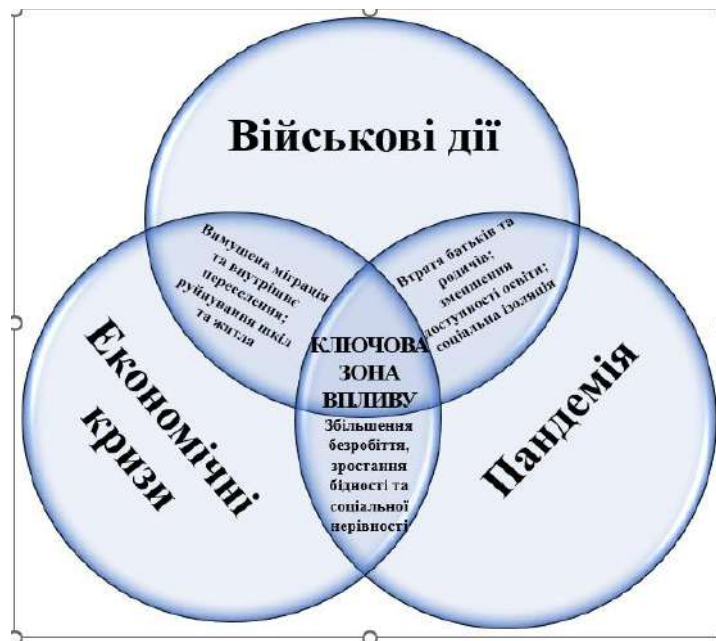 Військові дії
Вимушена міграція
та внутрішнє
переселення;
руйнування шкіл
та житла
Втрата батьків та
родичів;
зменшення
доступності освіти;
соціальна ізоляція
КЛЮЧОВА
ЗОНА
ВПЛИВУ
Економічні
кризи
Пандемія
Збільшення
безробіття,
зростання
бідності та
соціальної
нерівності